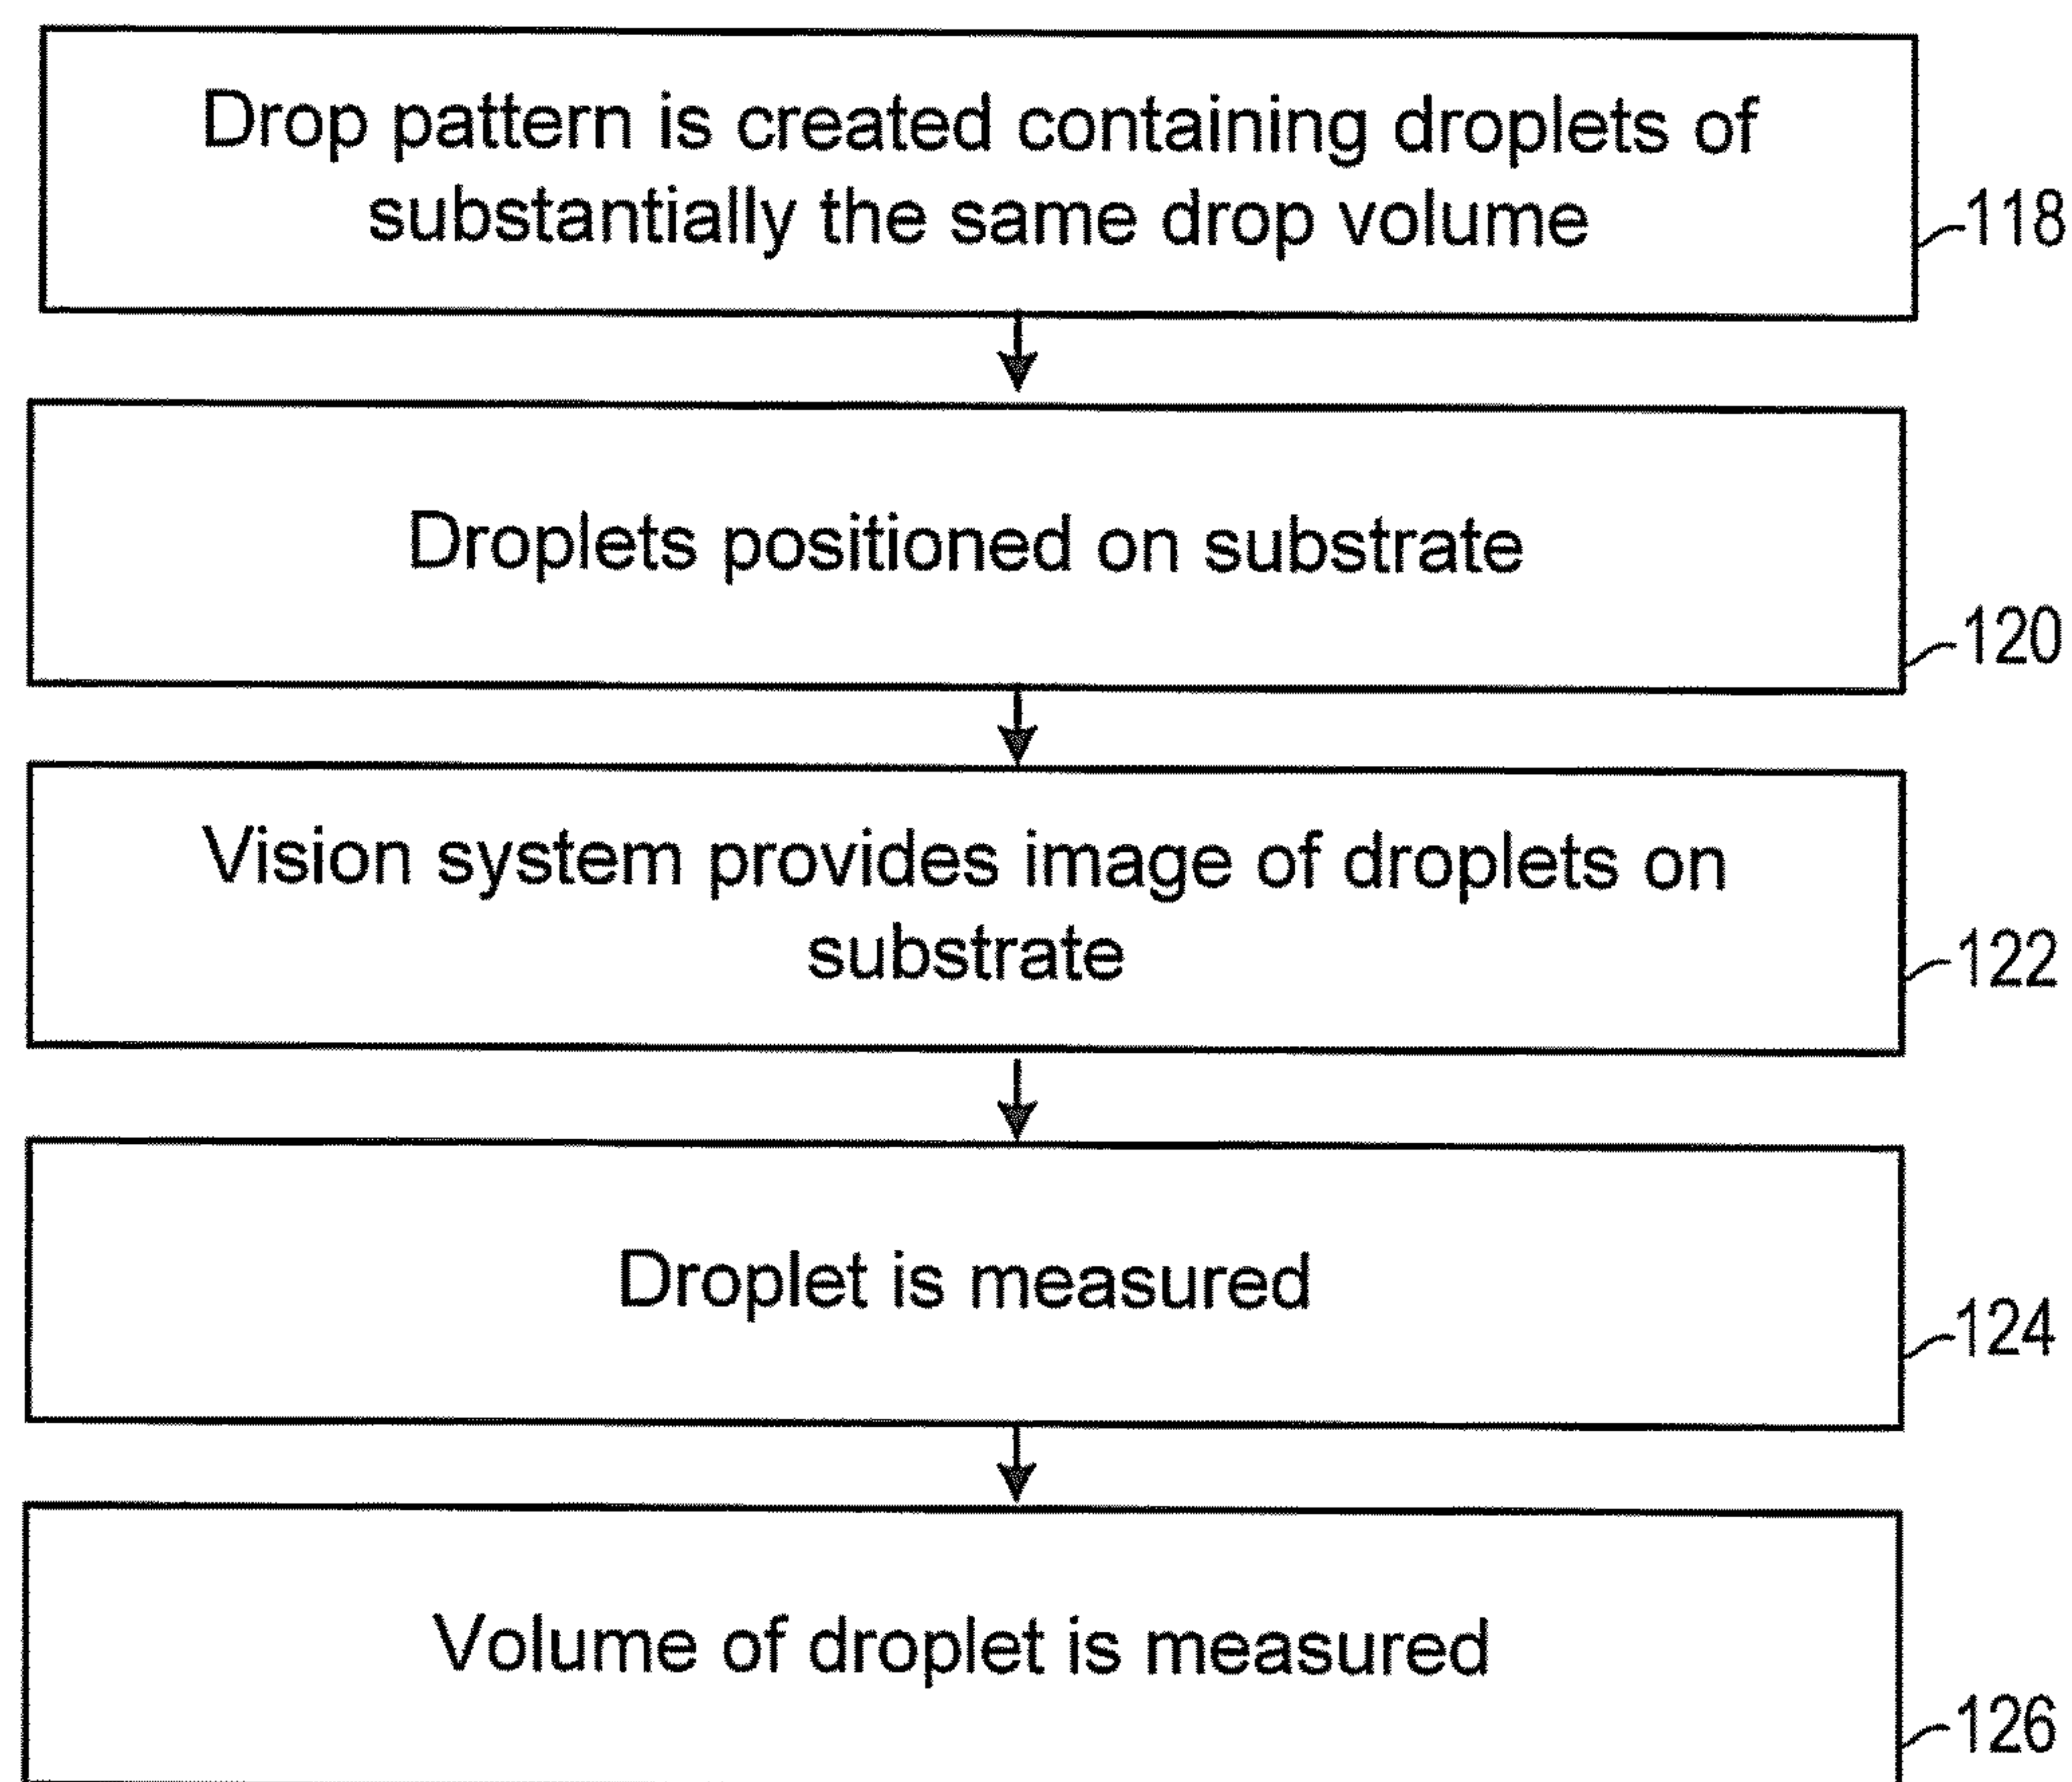 Drop pattern is created containing droplets of
substantially the same drop volume
118
Droplets positioned on substrate
120
Vision system provides image of droplets on
substrate
122
Droplet is measured
124
Volume of droplet is measured
126